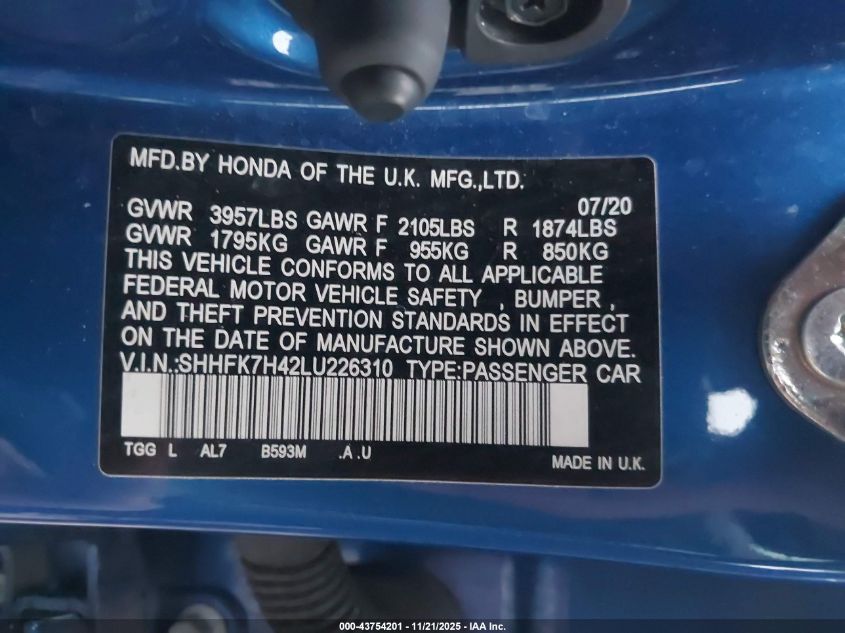 MFD.BY HONDA OF THE U.K. MFG.,LTD.
07/20
GVWR 3957LBS GAWR F 2105LBS R 1874LBS
GVWR 1795KG GAWR F 955KG R 850KG
THIS VEHICLE CONFORMS TO ALL APPLICABLE
FEDERAL MOTOR VEHICLE SAFETY , BUMPER ,
AND THEFT PREVENTION STANDARDS IN EFFECT
ON THE DATE OF MANUFACTURE SHOWN ABOVE.
V.I.N.:SHHFK7H42LU226310 TYPE:PASSENGER CAR
TGG L AL7 B593M .A .U
MADE IN U.K.
000-43754201 - 11/21/2025 - IAA Inc.